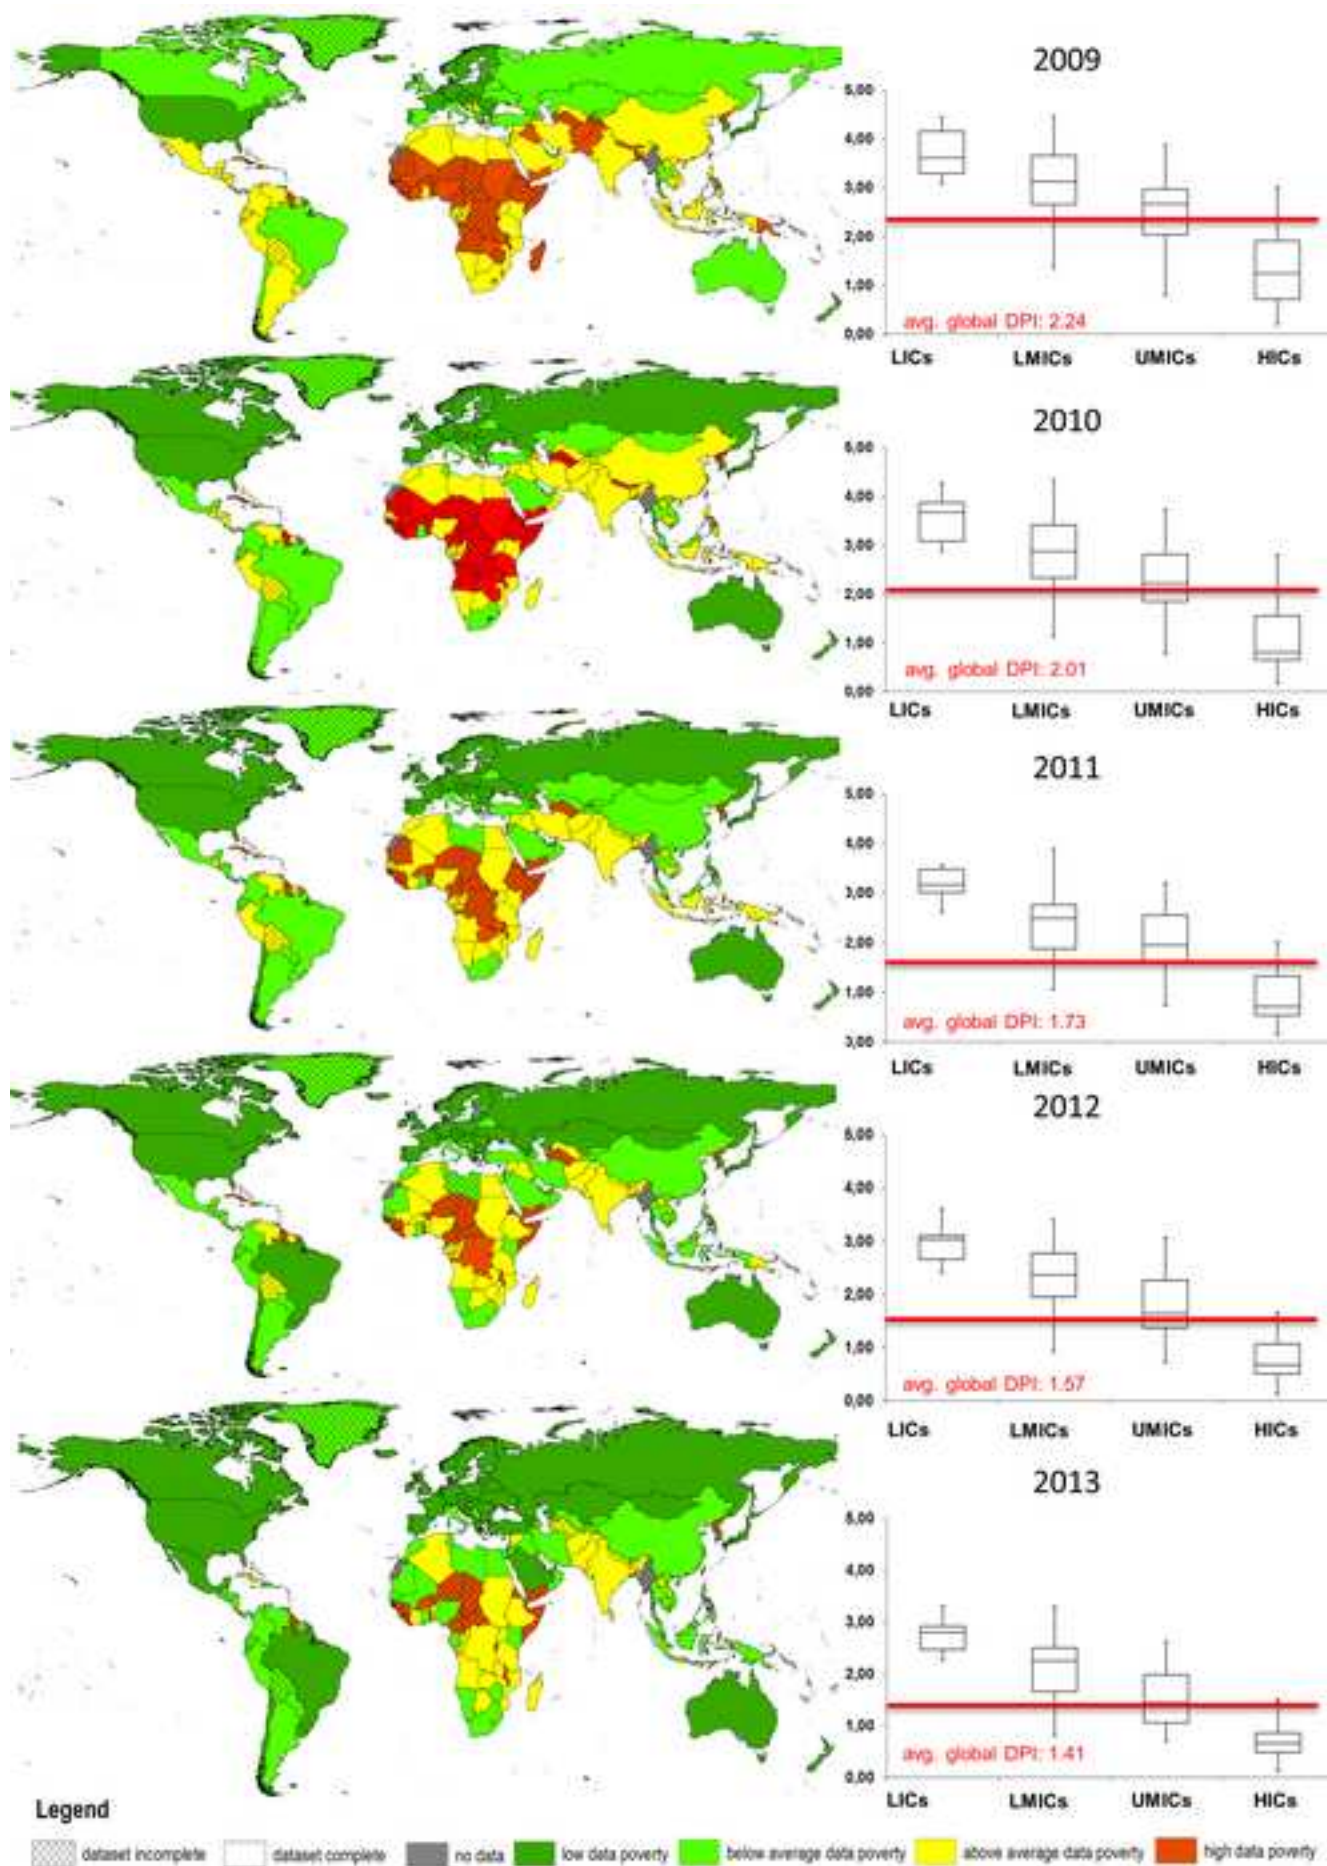 2009
5,00
4,00
3,00
2,00
1,00
0,00
avg. global DPI: 2.24
LICs LMICs UMICs HICs
2010
5,00
4,00
3,00
2,00
1,00
0,00
avg. global DPI: 2.01
LICs LMICs UMICs HICs
2011
5,00
4,00
3,00
2,00
1,00
0,00
avg. global DPI: 1.73
LICs LMICs UMICs HICs
2012
5,00
4,00
3,00
2,00
1,00
0,00
avg. global DPI: 1.57
LICs LMICs UMICs HICs
2013
5,00
4,00
3,00
2,00
1,00
0,00
avg. global DPI: 1.41
LICs LMICs UMICs HICs
Legend
dataset incomplete dataset complete no data low data poverty below average data poverty above average data poverty high data poverty